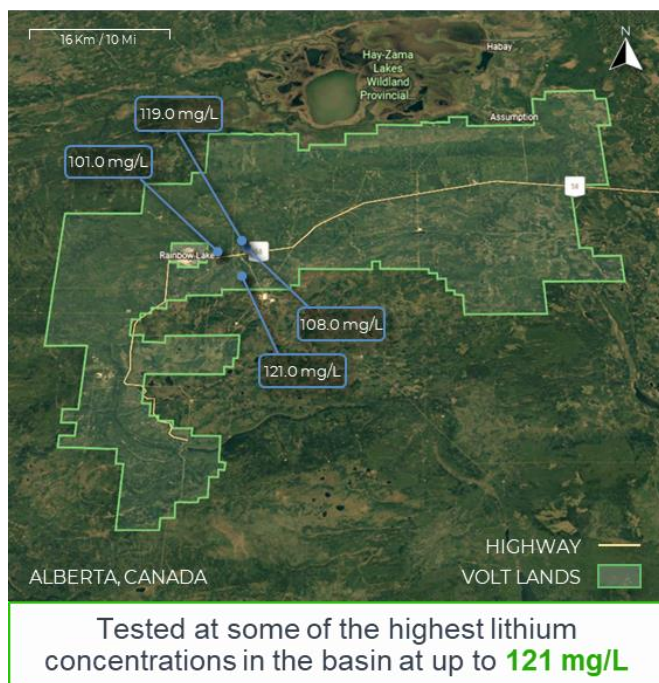 16 Km / 10 Mi
N
Hay-Zama
Lakes
Wildland
Provincial...
Habay
119.0 mg/L
Assumption
101.0 mg/L
58
Rainbow Lake
108.0 mg/L
121.0 mg/L
HIGHWAY
ALBERTA, CANADA
VOLT LANDS
Tested at some of the highest lithium
concentrations in the basin at up to 121 mg/L